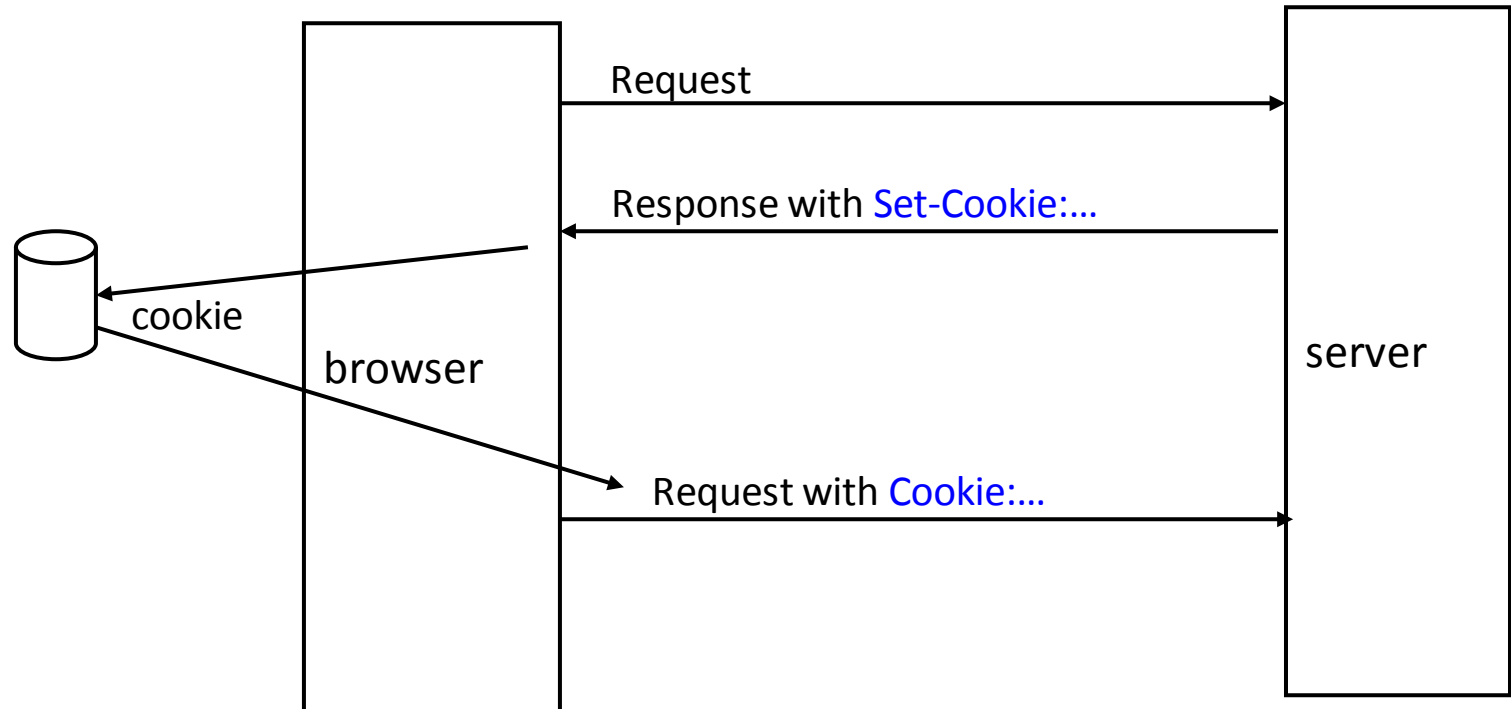 Request
Response with Set-Cookie:...
cookie
browser
server
Request with Cookie:...